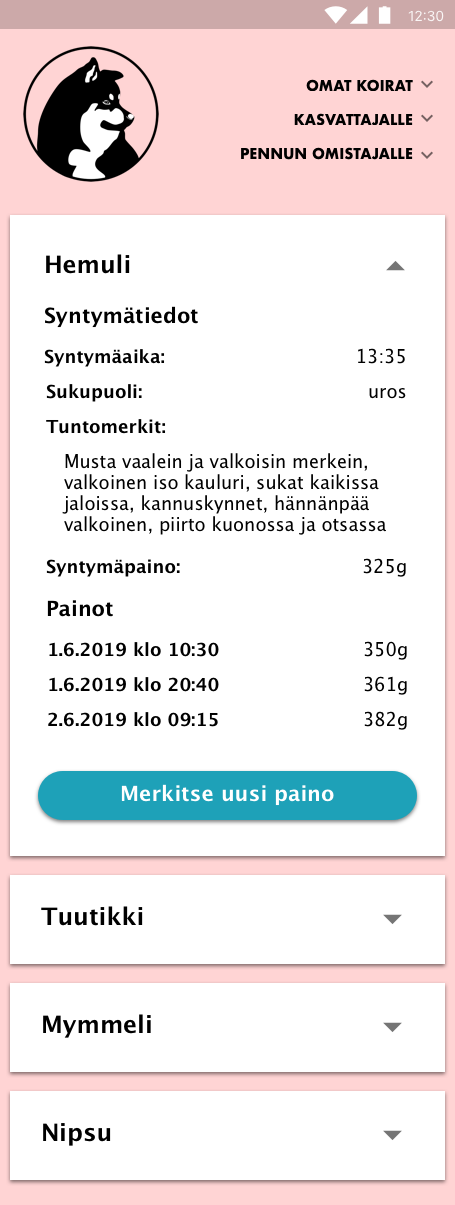 12:30
OMAT KOIRAT
KASVATTAJALLE
PENNUN OMISTAJALLE
Hemuli
Syntymätiedot
Syntymäaika: 13:35
Sukupuoli: uros
Tuntomerkit:
Musta vaalein ja valkoisin merkein,
valkoinen iso kauluri, sukat kaikissa
jaloissa, kannuskynnet, hännänpää
valkoinen, piirto kuonossa ja otsassa
Syntymäpaino: 325g
Painot
1.6.2019 klo 10:30 350g
1.6.2019 klo 20:40 361g
2.6.2019 klo 09:15 382g
Merkitse uusi paino
Tuutikki
Mymmeli
Nipsu